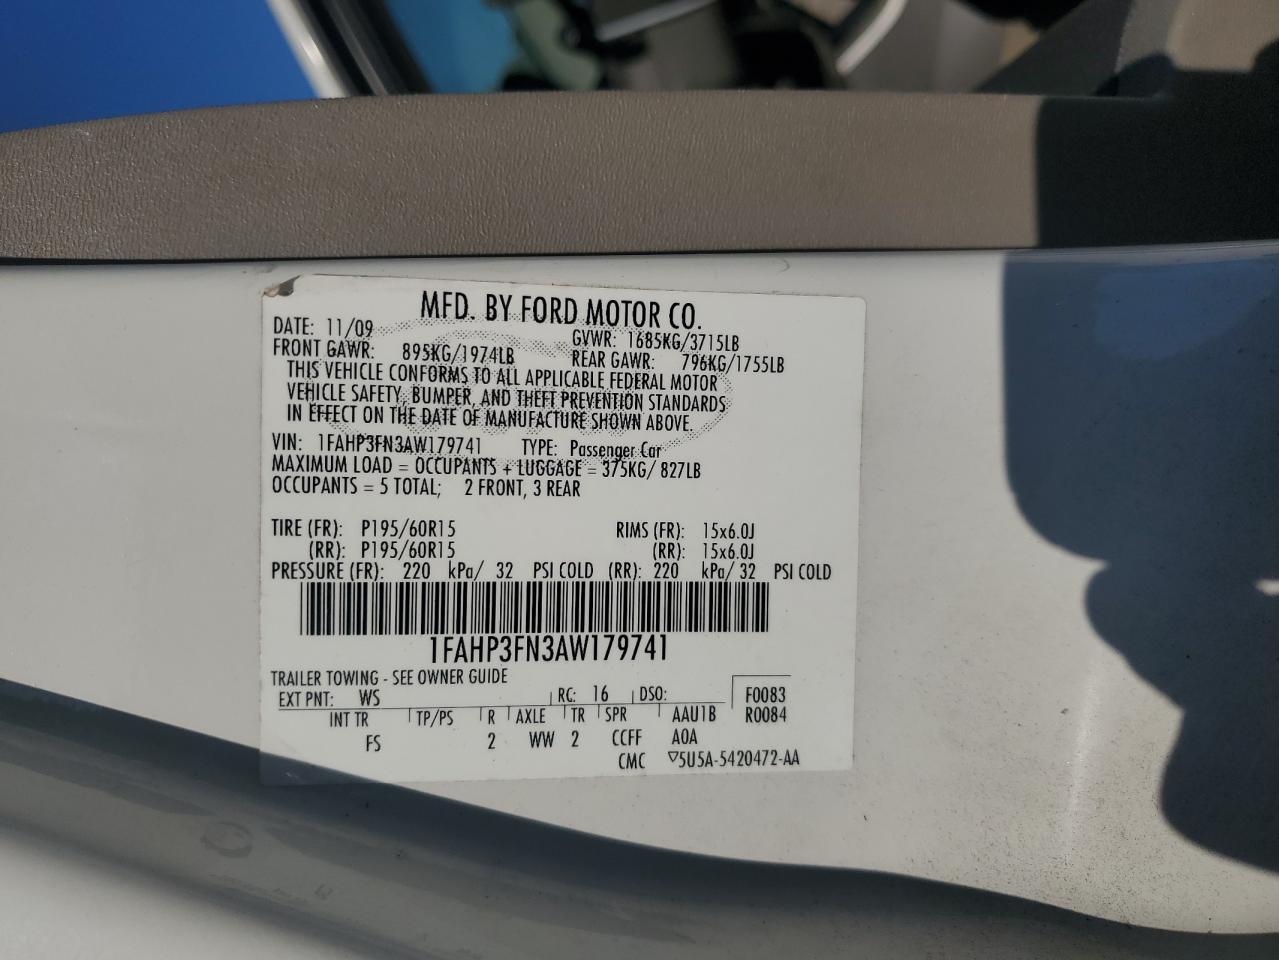 MFD. BY FORD MOTOR CO.
DATE: 11/09 GVWR: 1685KG/3715LB
FRONT GAWR: 895KG/1974LB REAR GAWR: 796KG/1755LB
THIS VEHICLE CONFORMS TO ALL APPLICABLE FEDERAL MOTOR
VEHICLE SAFETY, BUMPER, AND THEFT PREVENTION STANDARDS
IN EFFECT ON THE DATE OF MANUFACTURE SHOWN ABOVE.
VIN: 1FAHP3FN3AW179741 TYPE: Passenger Car
MAXIMUM LOAD = OCCUPANTS + LUGGAGE = 375KG/ 827LB
OCCUPANTS = 5 TOTAL; 2 FRONT, 3 REAR
TIRE (FR): P195/60R15 RIMS (FR): 15x6.0J
(RR): P195/60R15 (RR): 15x6.0J
PRESSURE (FR): 220 kPa/ 32 PSI COLD (RR): 220 kPa/ 32 PSI COLD
1FAHP3FN3AW179741
TRAILER TOWING - SEE OWNER GUIDE
EXT PNT: WS RC: 16 DSO: F0083
INT TR TP/PS R AXLE TR SPR AAU1B R0084
FS 2 WW 2 CCFF A0A
CMC ▽5U5A-5420472-AA